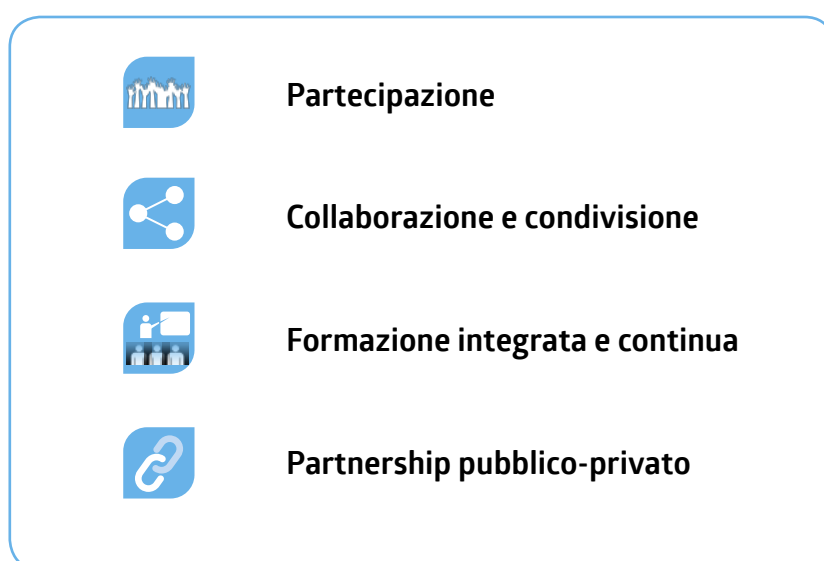 Partecipazione
Collaborazione e condivisione
Formazione integrata e continua
Partnership pubblico-privato